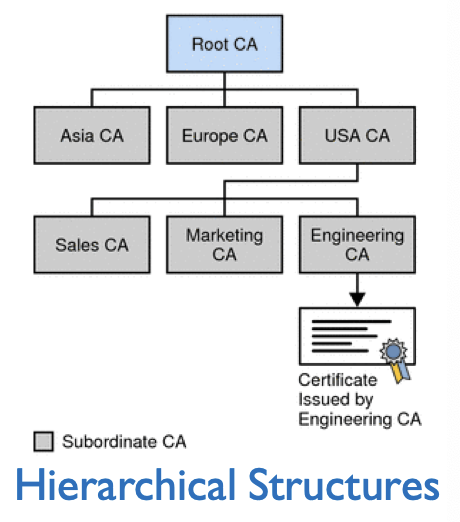 Root CA
Asia CA
Europe CA
USA CA
Sales CA
Marketing
CA
Engineering
CA
Certificate
Issued by
Engineering CA
Subordinate CA
Hierarchical Structures